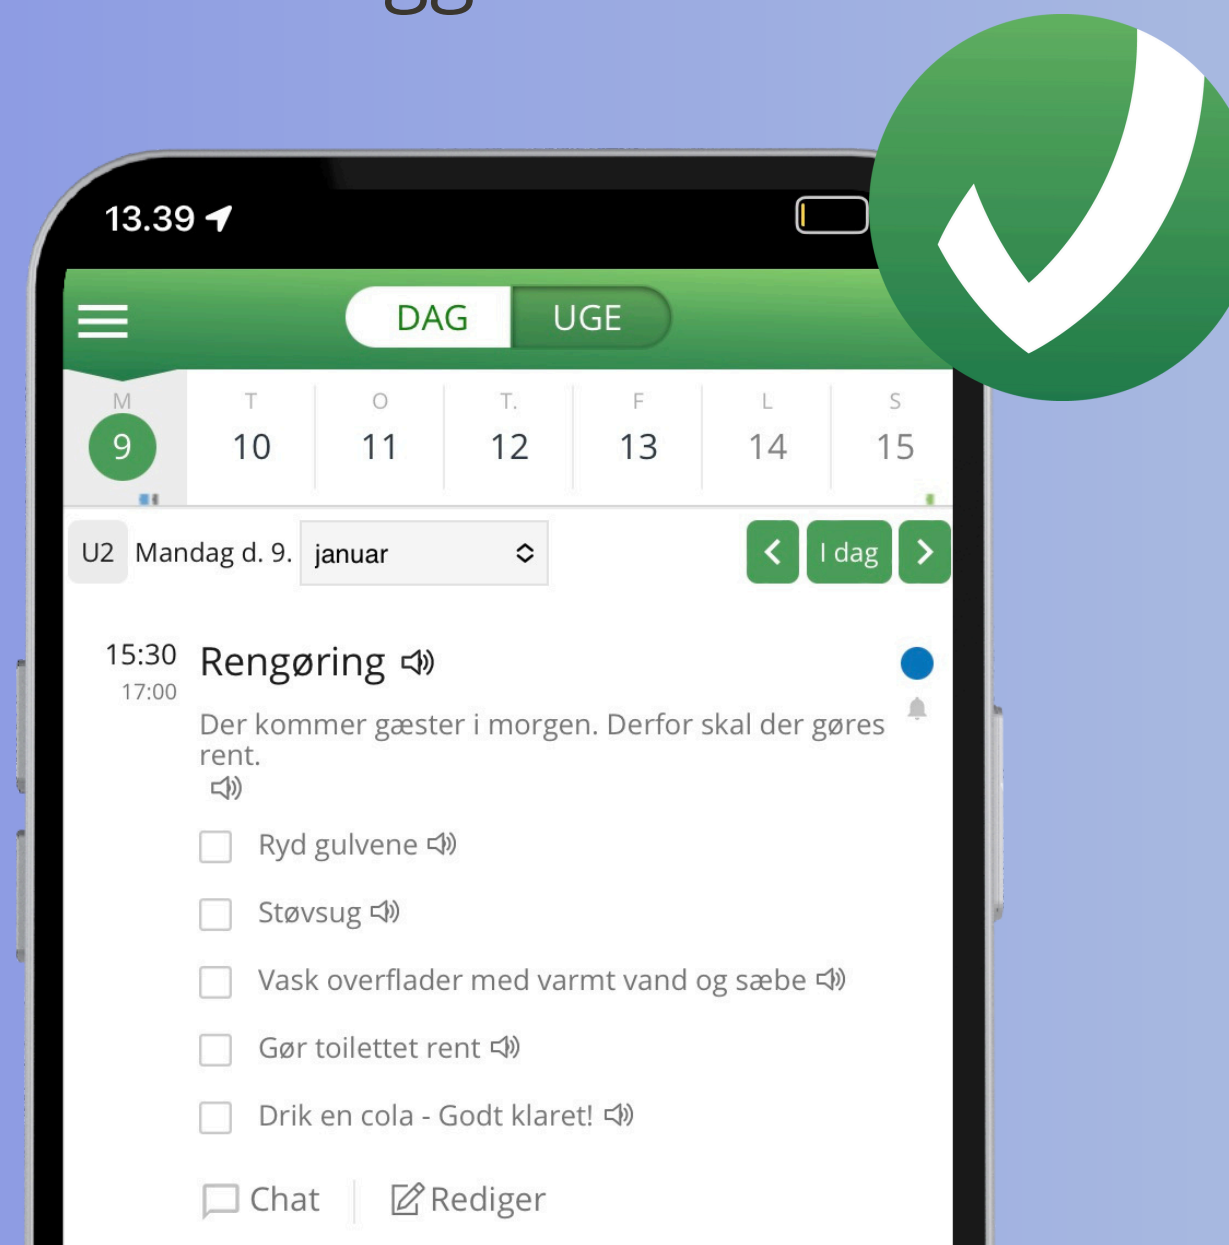 13.39
DAG UGE
M T O T. F L S
9 10 11 12 13 14 15
U2 Mandag d. 9. januar I dag
15:30 Rengøring
17:00
Der kommer gæster i morgen. Derfor skal der gøres
rent.
Ryd gulvene
Støvsug
Vask overflader med varmt vand og sæbe
Gør toilettet rent
Drik en cola - Godt klaret!
Chat Rediger